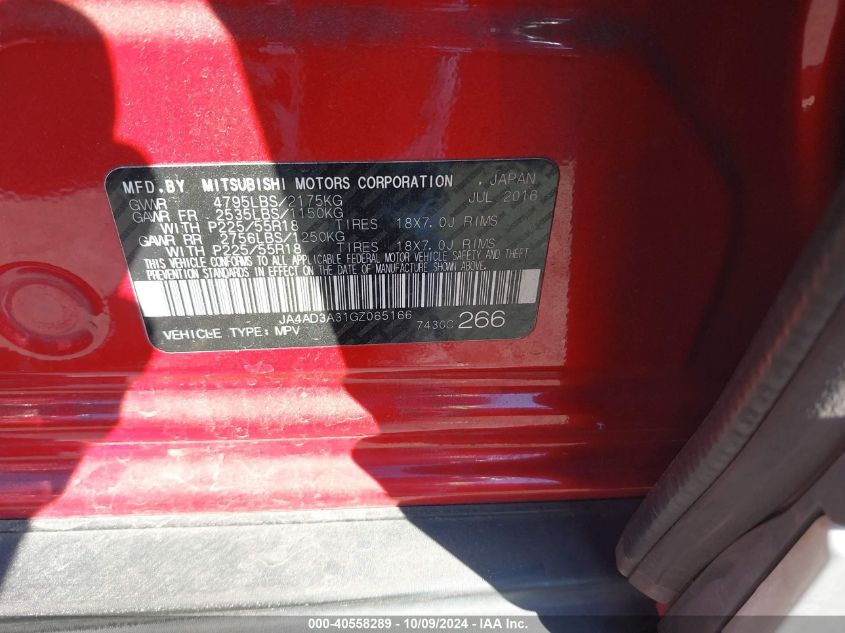 MFD.BY MITSUBISHI MOTORS CORPORATION , JAPAN
GVWR 4795LBS/2175KG JUL 2016
GAWR FR 2535LBS/1150KG
WITH P225/55R18 TIRES 18X7.0J RIMS
GAWR RR 2756LBS/1250KG
WITH P225/55R18 TIRES 18X7.0J RIMS
THIS VEHICLE CONFORMS TO ALL APPLICABLE FEDERAL MOTOR VEHICLE SAFETY AND THEFT
PREVENTION STANDARDS IN EFFECT ON THE DATE OF MANUFACTURE SHOWN ABOVE.
JA4AD3A31GZ065166
VEHICLE TYPE: MPV 7430C 266
000-40558289 - 10/09/2024 - IAA Inc.